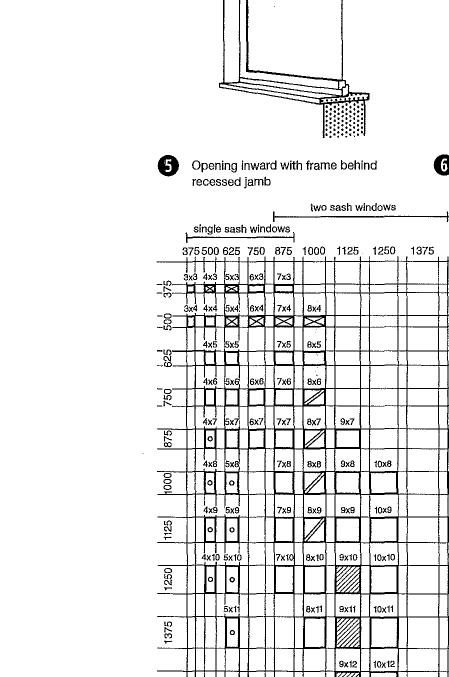 5 Opening inward with frame behind
recessed jamb
6
two sash windows
single sash windows
375 500 625 750 875 1000 1125 1250 1375
375
3x3 4x3 5x3 6x3 7x3
500
3x4 4x4 5x4 6x4 7x4 8x4
625
4x5 5x5 7x5 8x5
750
4x6 5x6 6x6 7x6 8x6
875
4x7 5x7 6x7 7x7 8x7 9x7
1000
4x8 5x8 7x8 8x8 9x8 10x8
1125
4x9 5x9 7x9 8x9 9x9 10x9
1250
4x10 5x10 7x10 8x10 9x10 10x10
1375
5x11 8x11 9x11 10x11
9x12 10x12